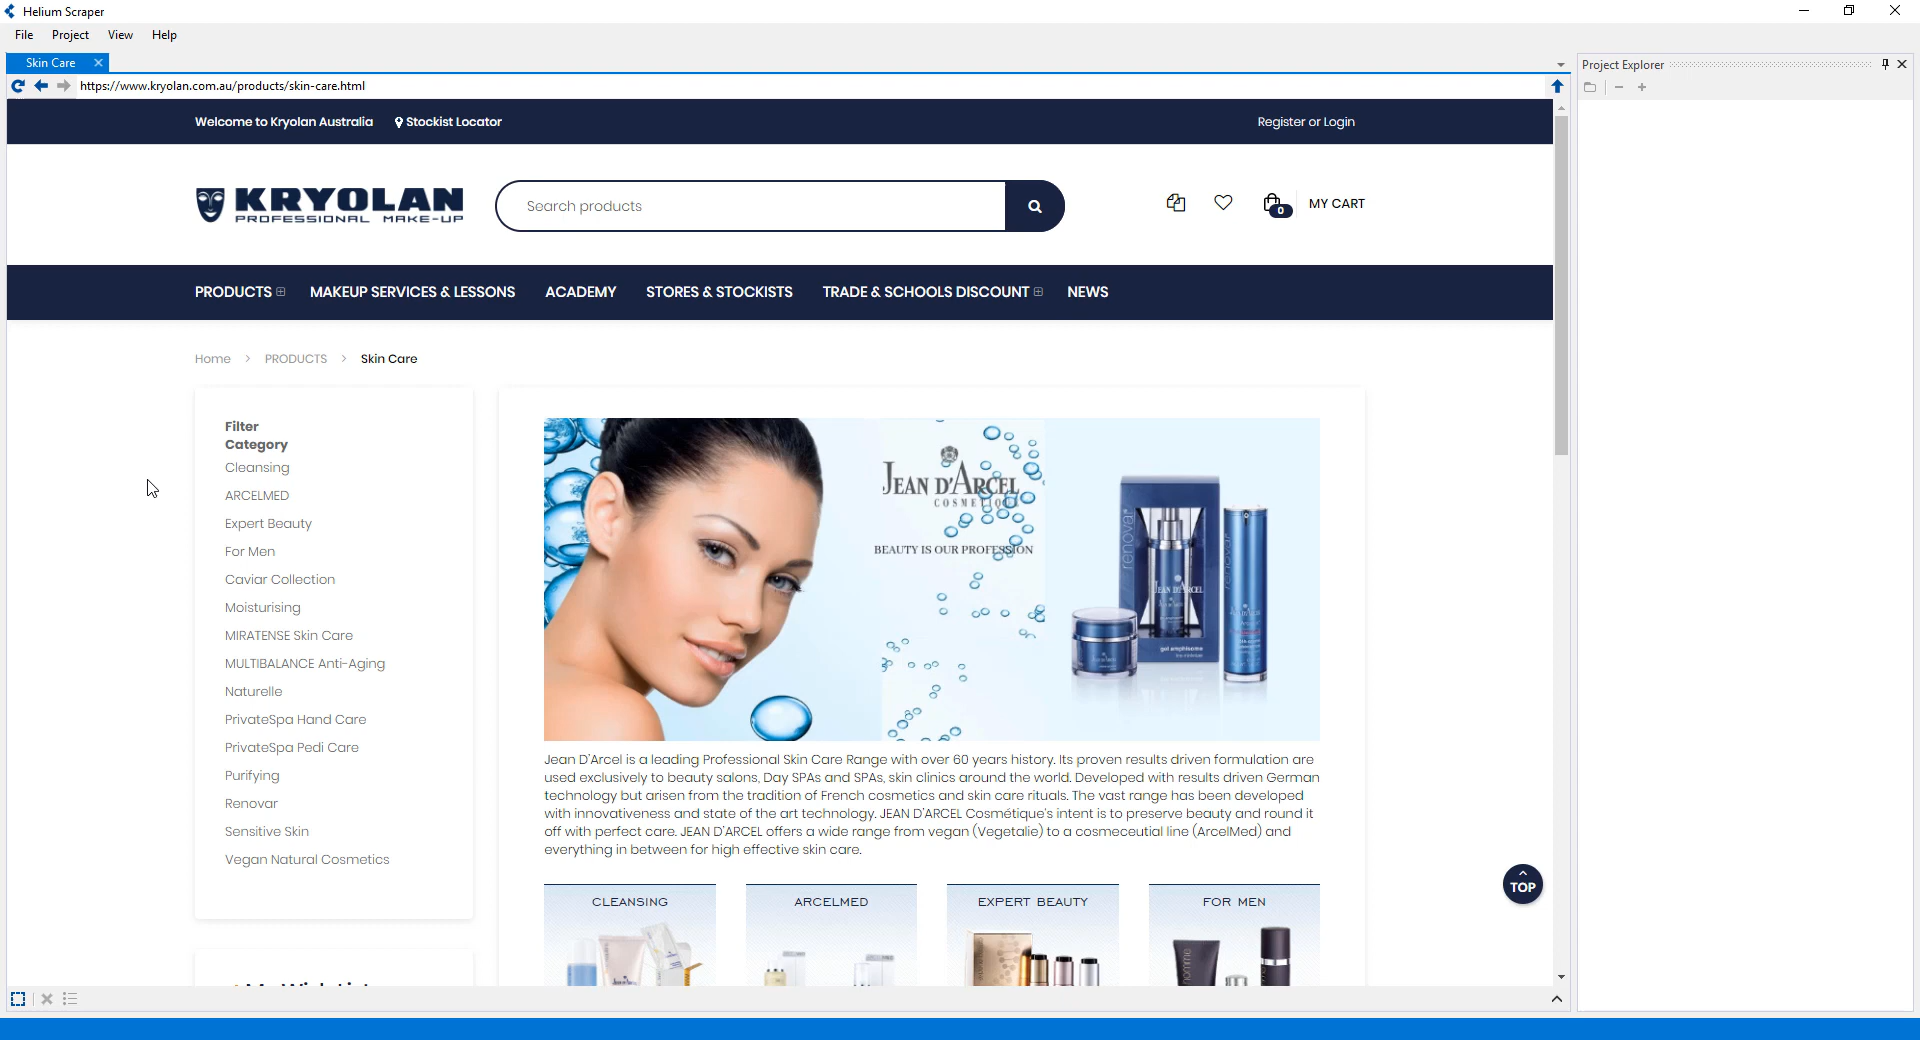 Helium Scraper
File Project View Help
Skin Care
Project Explorer
https://www.kryolan.com.au/products/skin-care.html
Welcome to Kryolan Australia Stockist Locator Register or Login
KRYOLAN
PROFESSIONAL MAKE-UP
Search products
0
MY CART
PRODUCTS MAKEUP SERVICES & LESSONS ACADEMY STORES & STOCKISTS TRADE & SCHOOLS DISCOUNT NEWS
Home > PRODUCTS > Skin Care
Filter
Category
Cleansing
ARCELMED
Expert Beauty
For Men
Caviar Collection
Moisturising
MIRATENSE Skin Care
MULTIBALANCE Anti-Aging
Naturelle
PrivateSpa Hand Care
PrivateSpa Pedi Care
Purifying
Renovar
Sensitive Skin
Vegan Natural Cosmetics
JEAN D'ARCEL
COSMETIQUE
BEAUTY IS OUR PROFESSION
renovar
JEAN D'ARCEL
gel amphisome
Jean D'Arcel is a leading Professional Skin Care Range with over 60 years history. Its proven results driven formulation are
used exclusively to beauty salons, Day SPAs and SPAs, skin clinics around the world. Developed with results driven German
technology but arisen from the tradition of French cosmetics and skin care rituals. The vast range has been developed
with innovativeness and state of the art technology. JEAN D'ARCEL Cosmétique's intent is to preserve beauty and round it
off with perfect care. JEAN D'ARCEL offers a wide range from vegan (Vegetalie) to a cosmeceutial line (ArcelMed) and
everything in between for high effective skin care.
TOP
CLEANSING
ARCELMED
EXPERT BEAUTY
FOR MEN